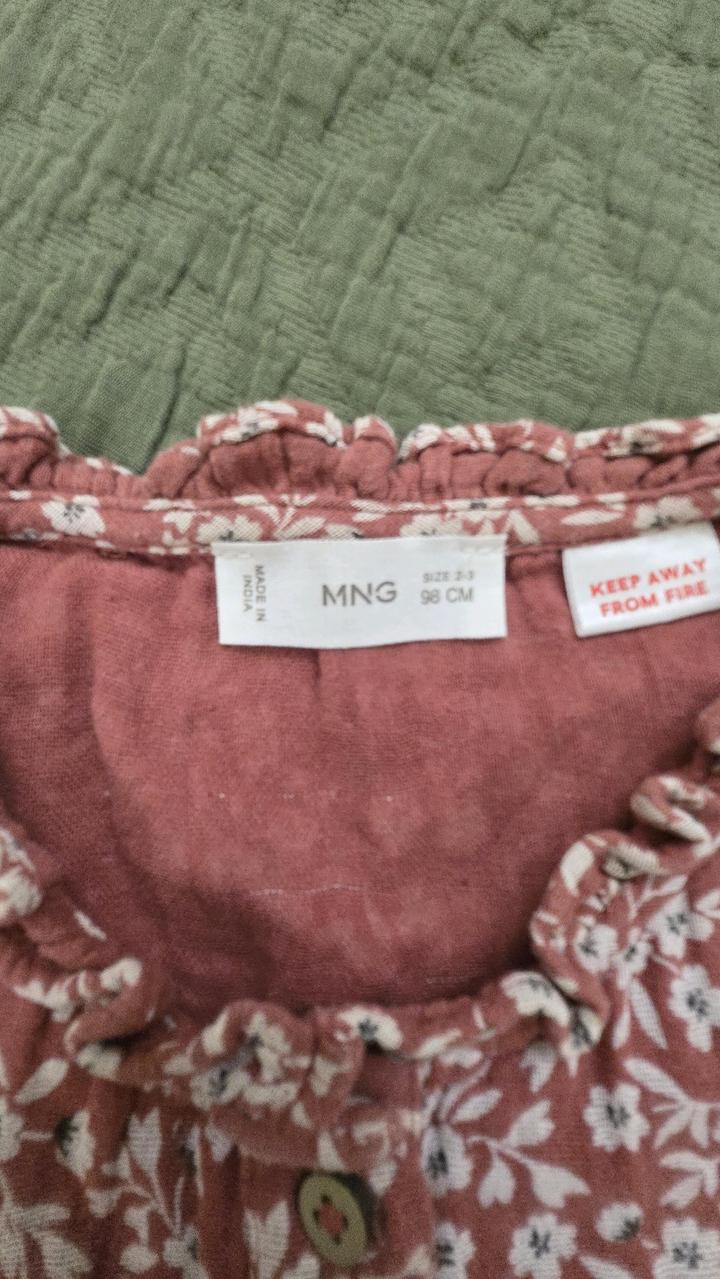 MADE IN
INDIA
MNG
SIZE 2-3
98 CM
KEEP AWAY
FROM FIRE